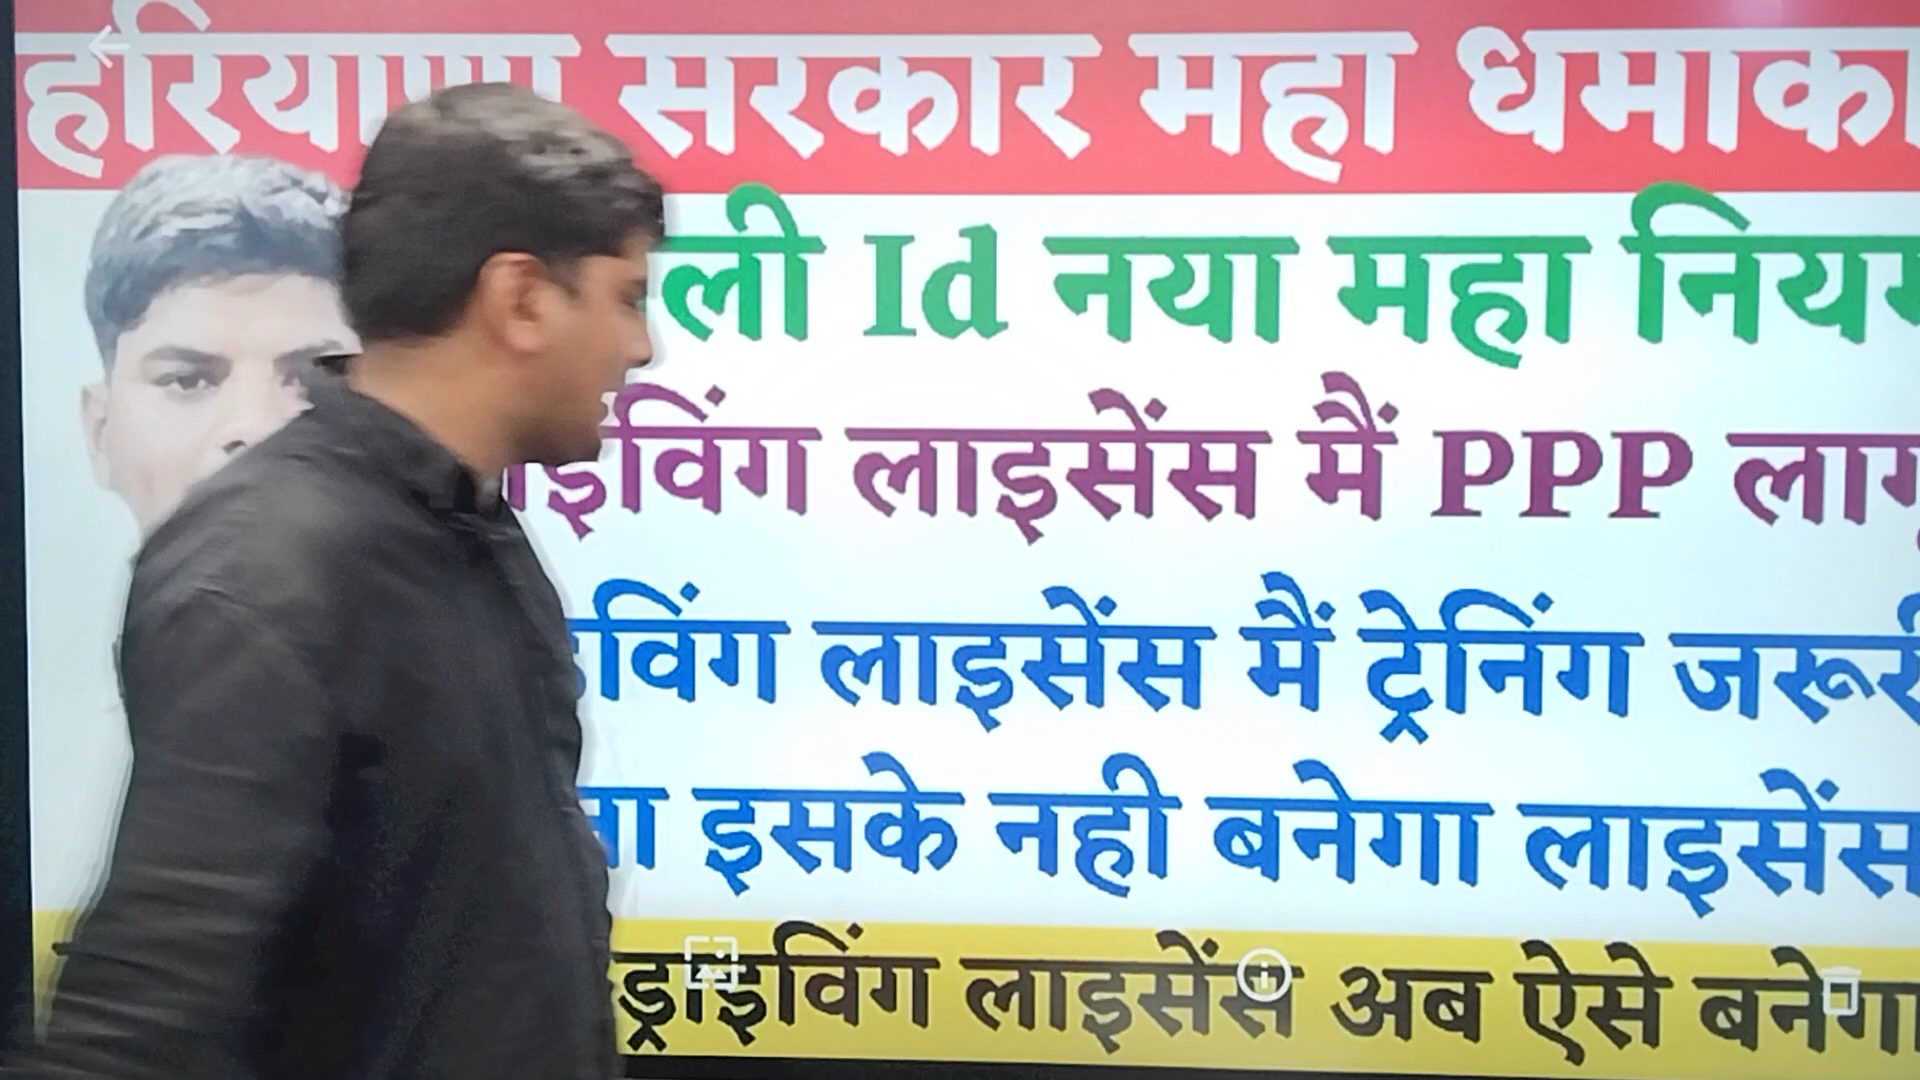 हरियाणा सरकार महा धमाका
ली Id नया महा नियम
ड्राइविंग लाइसेंस मैं PPP लागू
ड्राइविंग लाइसेंस मैं ट्रेनिंग जरूरी
इसके नही बनेगा लाइसेंस
ड्राइविंग लाइसेंस अब ऐसे बनेगा